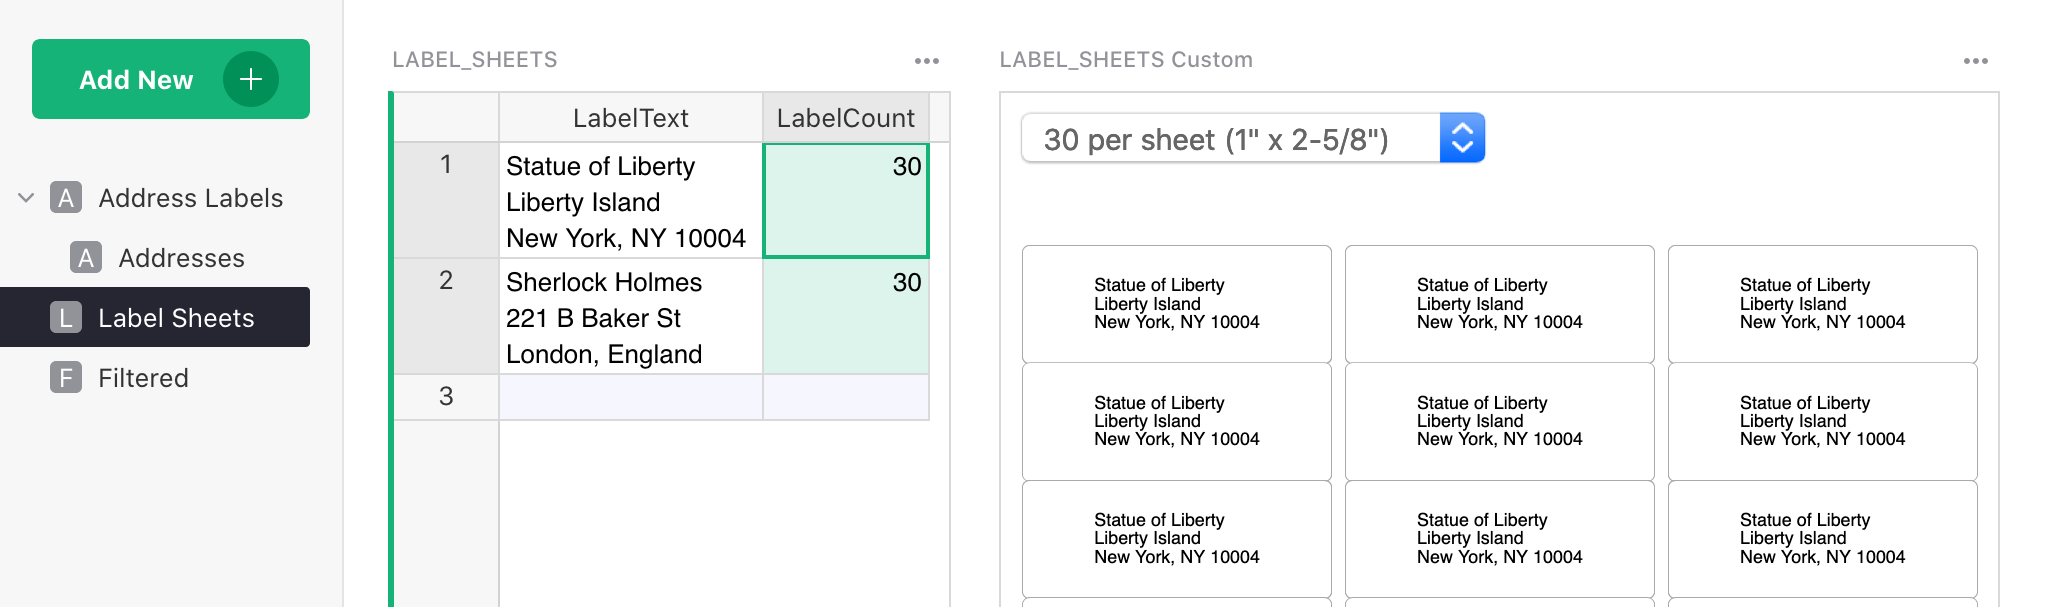 Add New
A Address Labels
A Addresses
L Label Sheets
F Filtered
LABEL_SHEETS
LabelText LabelCount
1 Statue of Liberty 30
Liberty Island
New York, NY 10004
2 Sherlock Holmes 30
221 B Baker St
London, England
3
LABEL_SHEETS Custom
30 per sheet (1" x 2-5/8")
Statue of Liberty Statue of Liberty Statue of Liberty
Liberty Island Liberty Island Liberty Island
New York, NY 10004 New York, NY 10004 New York, NY 10004
Statue of Liberty Statue of Liberty Statue of Liberty
Liberty Island Liberty Island Liberty Island
New York, NY 10004 New York, NY 10004 New York, NY 10004
Statue of Liberty Statue of Liberty Statue of Liberty
Liberty Island Liberty Island Liberty Island
New York, NY 10004 New York, NY 10004 New York, NY 10004